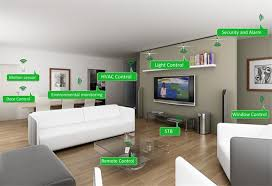 Security and Alarm
Light Control
Motion sensor
HVAC Control
Environmental monitoring
Door Control
Window Control
STB
Remote Control